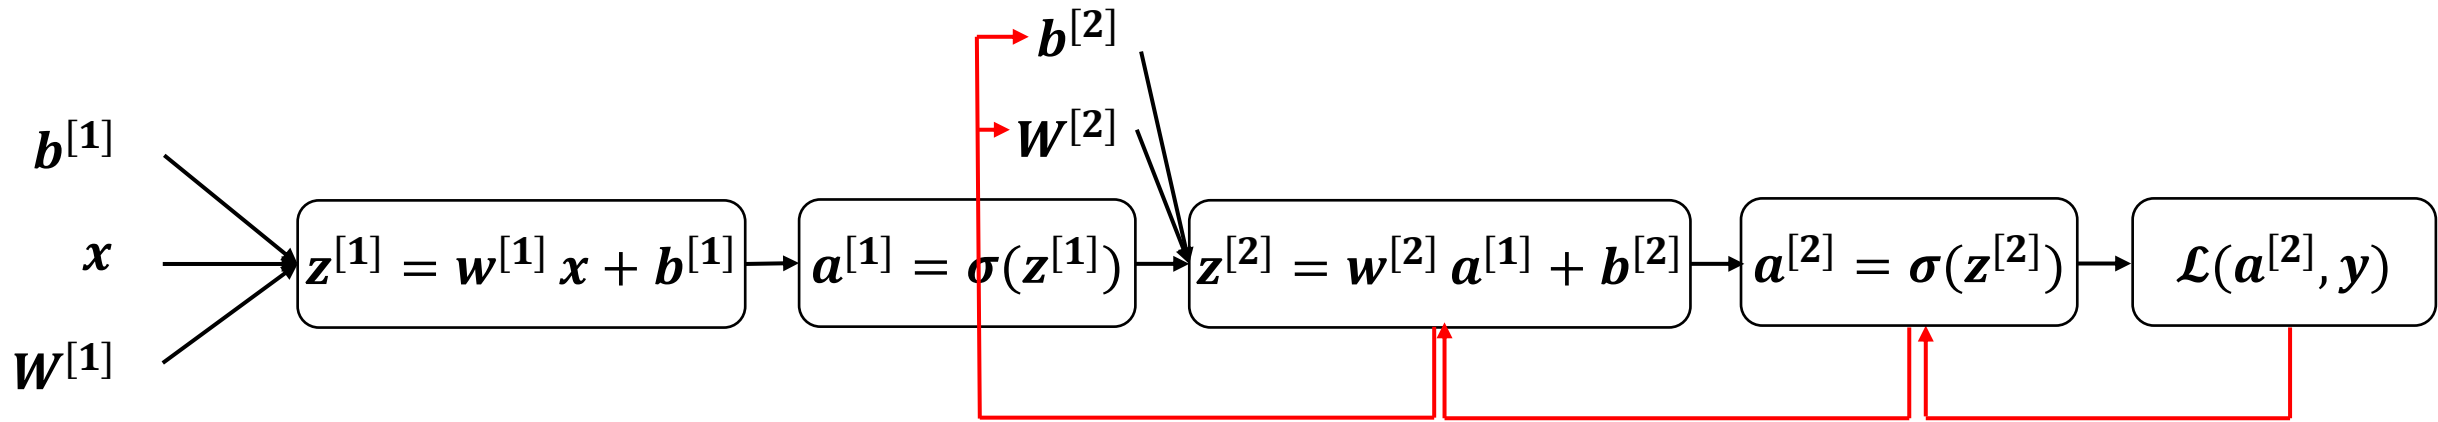 b^[2]
W^[2]
b^[1]
x
W^[1]
z^[1] = w^[1] x + b^[1]
a^[1] = σ(z^[1])
z^[2] = w^[2] a^[1] + b^[2]
a^[2] = σ(z^[2])
ℒ(a^[2], y)